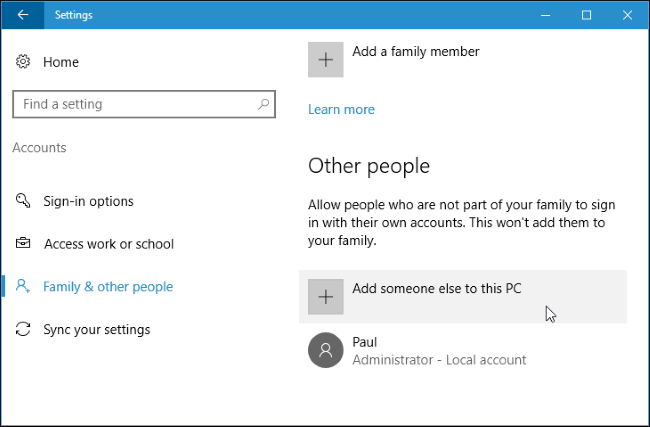 Settings
Home
Find a setting
Accounts
Sign-in options
Access work or school
Family & other people
Sync your settings
Add a family member
Learn more
Other people
Allow people who are not part of your family to sign
in with their own accounts. This won't add them to
your family.
Add someone else to this PC
Paul
Administrator - Local account